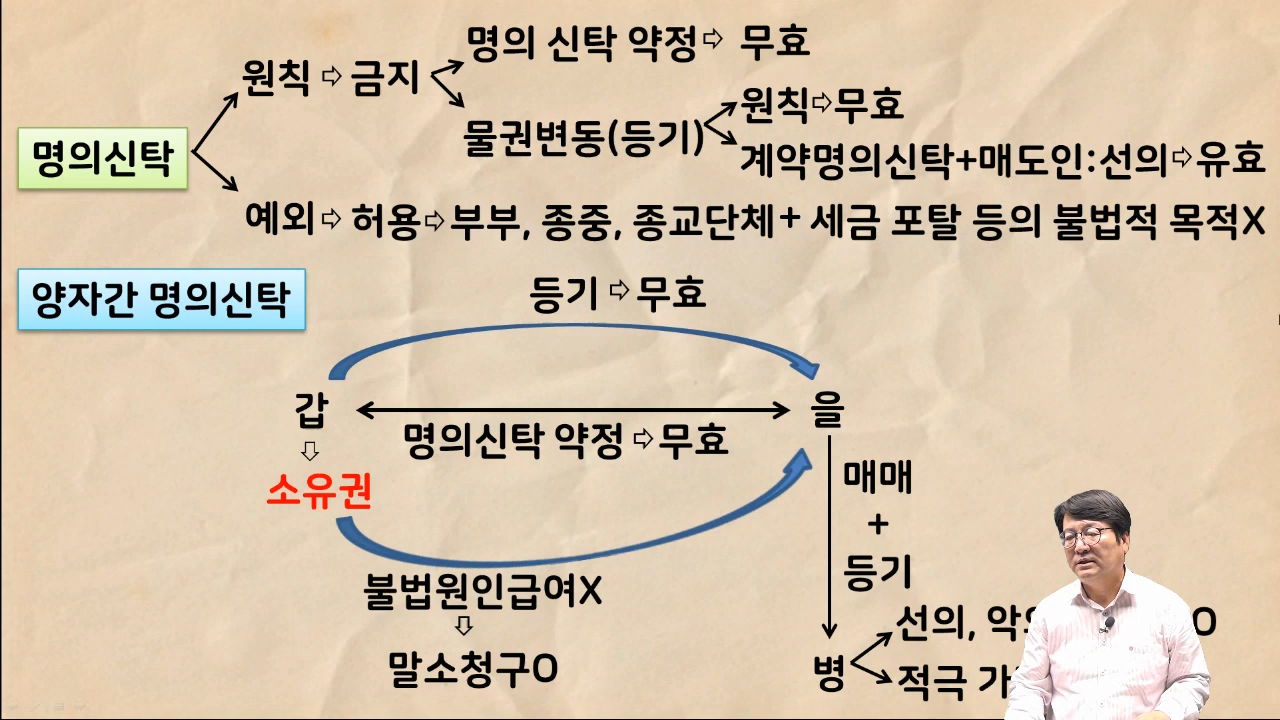 명의 신탁 약정⇨ 무효
원칙⇨금지
원칙⇨무효
물권변동(등기)
명의신탁
계약명의신탁+매도인:선의⇨유효
예외⇨허용⇨부부, 종중, 종교단체+ 세금 포탈 등의 불법적 목적X
양자간 명의신탁
등기⇨무효
갑
을
명의신탁 약정⇨무효
⇩
소유권
매매
+
등기
불법원인급여X
⇩
말소청구O
병
선의, O
적극